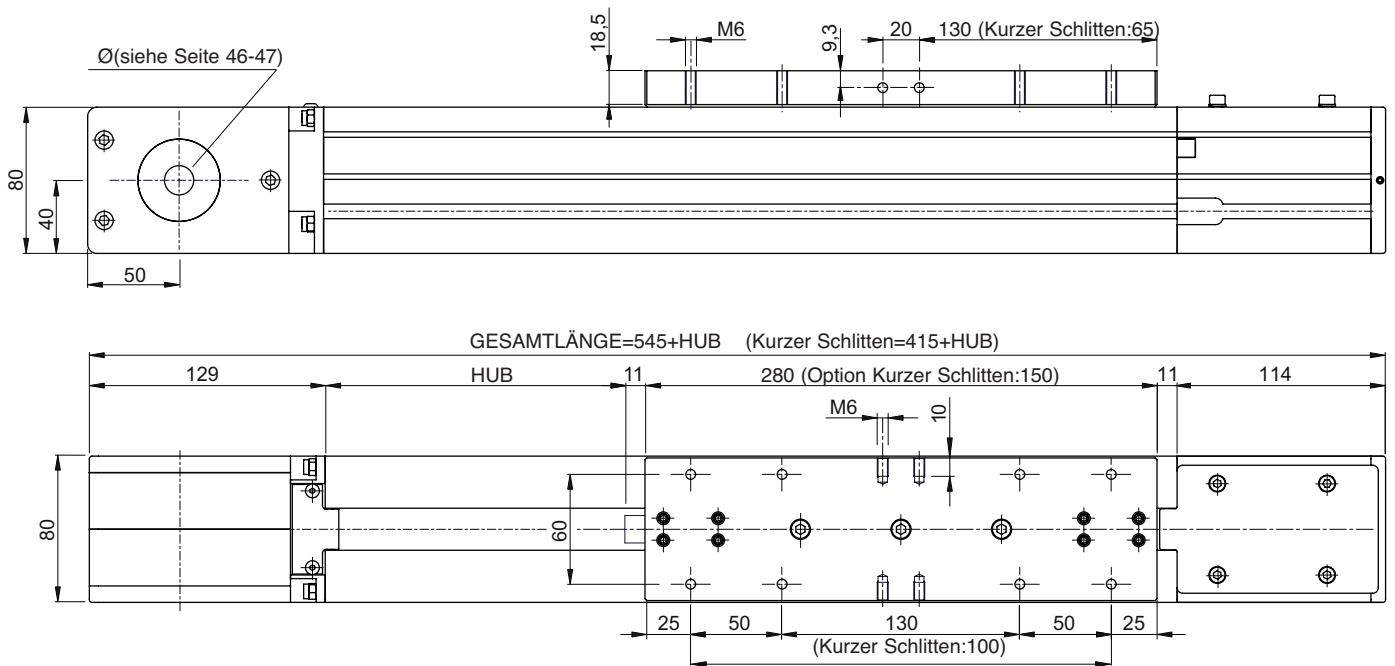 Ø(siehe Seite 46-47)
18,5
M6
9,3
20
130 (Kurzer Schlitten:65)
80
40
50
GESAMTLÄNGE=545+HUB (Kurzer Schlitten=415+HUB)
129
HUB
11
280 (Option Kurzer Schlitten:150)
11
114
M6
10
80
60
25
50
130
50
25
(Kurzer Schlitten:100)